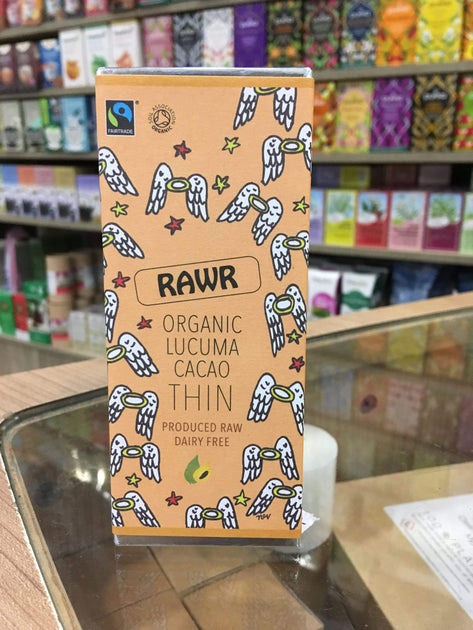 FAIRTRADE
SOIL ASSOCIATION
ORGANIC
RAWR
ORGANIC
LUCUMA
CACAO
THIN
PRODUCED RAW
DAIRY FREE